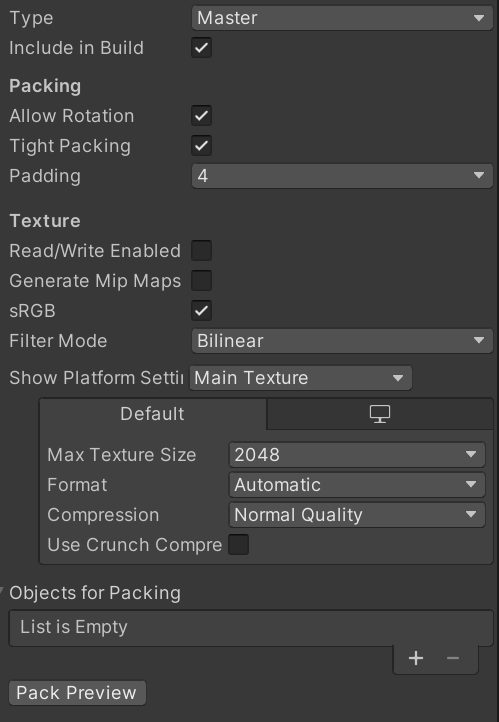 Type Master
Include in Build
Packing
Allow Rotation
Tight Packing
Padding 4
Texture
Read/Write Enabled
Generate Mip Maps
sRGB
Filter Mode Bilinear
Show Platform Settin Main Texture
Default
Max Texture Size 2048
Format Automatic
Compression Normal Quality
Use Crunch Compre
Objects for Packing
List is Empty
+ −
Pack Preview